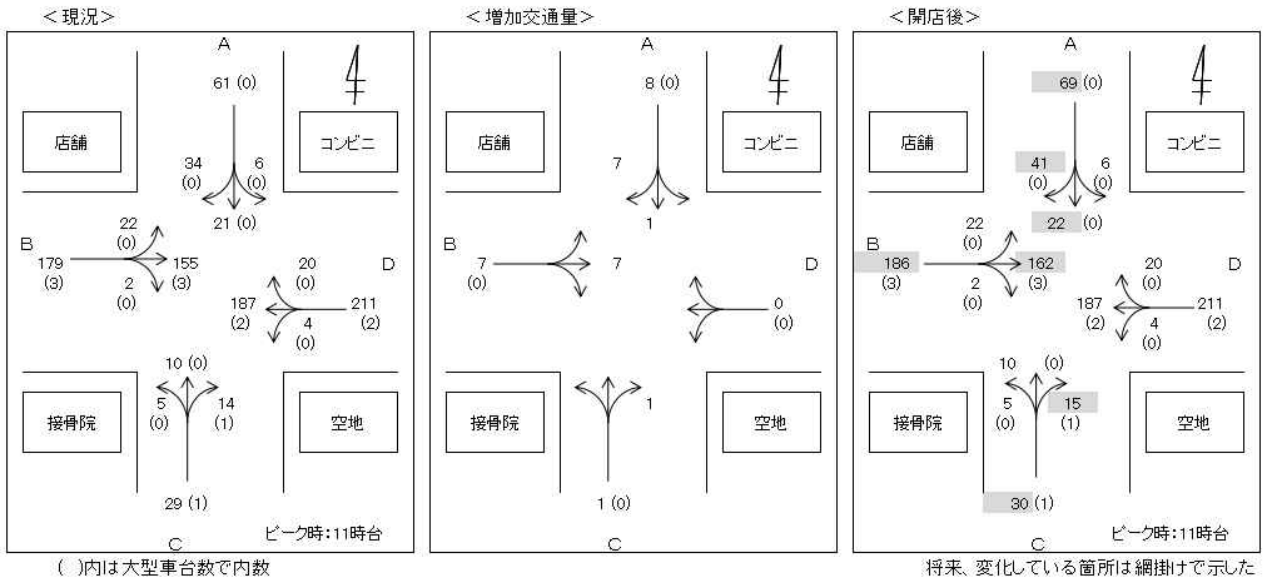 ＜現況＞
A
61 (0)
店舗
コンビニ
34
(0)
6
(0)
21 (0)
22
(0)
B
179
(3)
155
(3)
2
(0)
D
20
(0)
187
(2)
211
(2)
4
(0)
10 (0)
5
(0)
14
(1)
接骨院
空地
29 (1)
ピーク時：11時台
C
( )内は大型車台数で内数
＜増加交通量＞
A
8 (0)
店舗
コンビニ
7
1
B
7
(0)
7
D
0
(0)
1
接骨院
空地
1 (0)
C
＜開店後＞
A
69 (0)
店舗
コンビニ
41
(0)
6
(0)
22 (0)
22
(0)
B
186
(3)
162
(3)
2
(0)
D
20
(0)
187
(2)
211
(2)
4
(0)
10 (0)
5
(0)
15
(1)
接骨院
空地
30 (1)
ピーク時：11時台
C
将来、変化している箇所は網掛けで示した